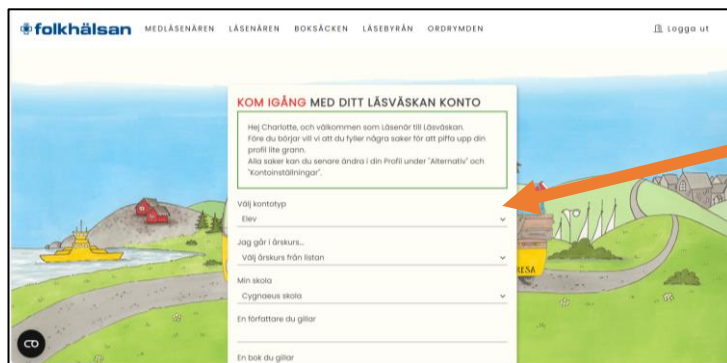 folkhälsan MEDLÄSENÄREN LÄSENÄREN BOKSÄCKEN LÄSEBYRÅN ORDRYMDEN Logga ut
KOM IGÅNG MED DITT LÄSVÄSKAN KONTO
Hej Charlotte, och välkommen som Läsenär till Läsväskan.
Före du börjar vill vi att du fyller några saker för att piffa upp din
profil lite grann.
Alla saker kan du senare ändra i din Profil under "Alternativ" och
"Kontoinställningar".
Välj kontotyp
Elev
Jag går i årskurs...
Välj årskurs från listan
Min skola
Cygnaeus skola
En författare du gillar
En bok du gillar
RESA